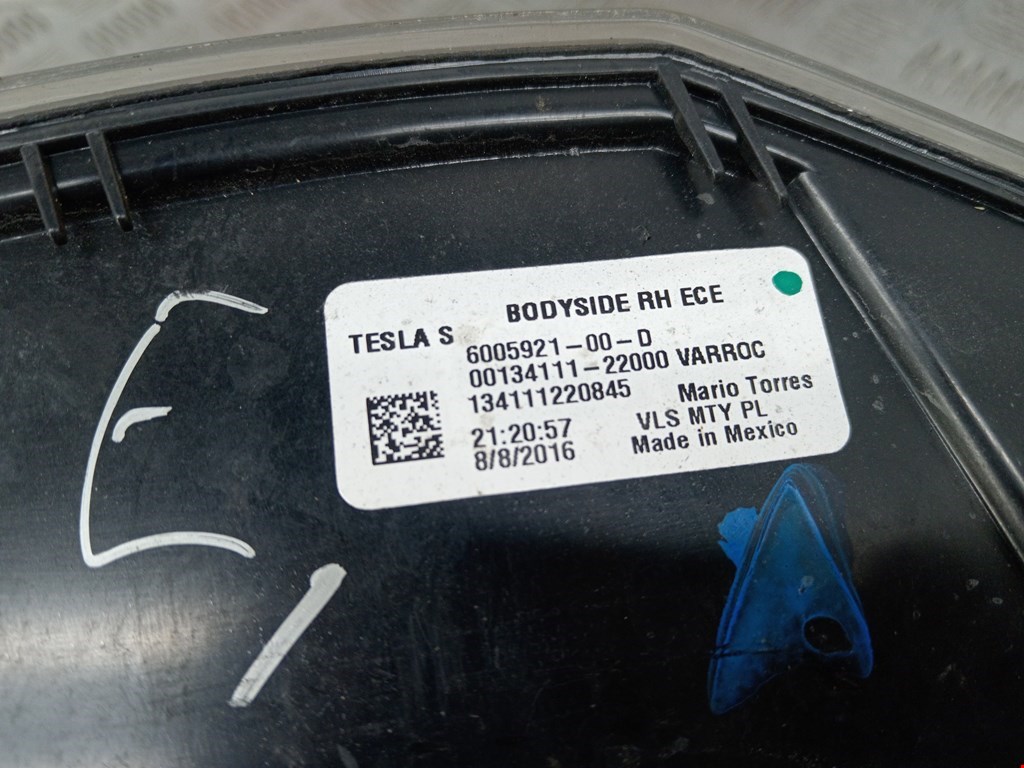 BODYSIDE RH ECE
TESLA S
6005921-00-D
00134111-22000 VARROC
134111220845 Mario Torres
21:20:57 VLS MTY PL
8/8/2016 Made in Mexico
E